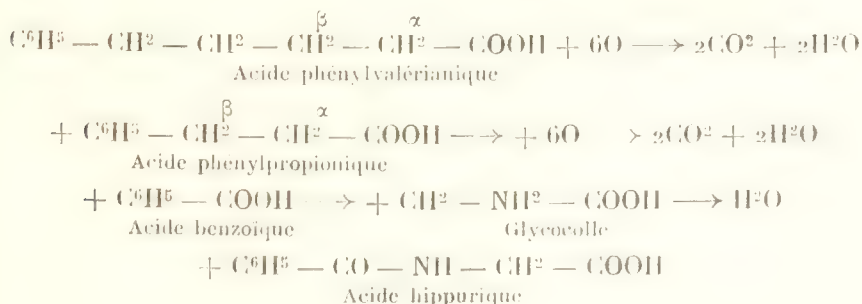 β α
C⁶H⁵ — CH² — CH² — CH² — CH² — COOH + 6O → 2CO² + 2H²O
Acide phénylvalérianique
β α
+ C⁶H⁵ — CH² — CH² — COOH → + 6O → 2CO² + 2H²O
Acide phenylpropionique
+ C⁶H⁵ — COOH → + CH² — NH² — COOH → H²O
Acide benzoïque Glycocolle
+ C⁶H⁵ — CO — NH — CH² — COOH
Acide hippurique